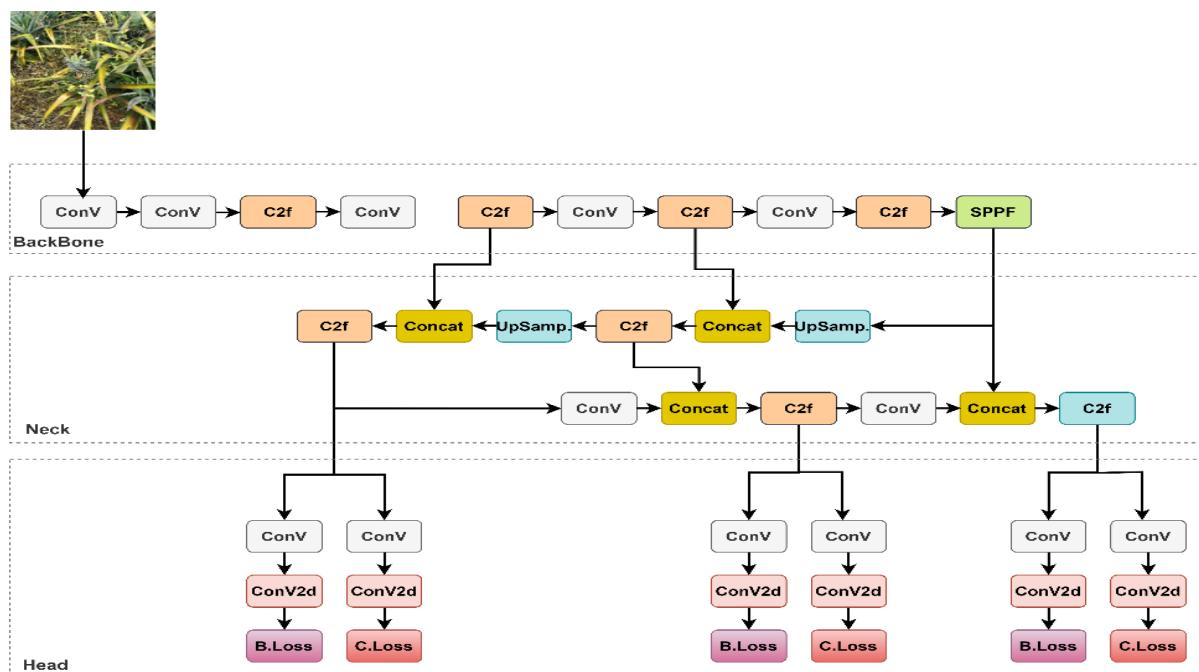 ConV ConV C2f ConV C2f ConV C2f ConV C2f SPPF
BackBone
C2f Concat UpSamp. C2f Concat UpSamp.
ConV Concat C2f ConV Concat C2f
Neck
ConV ConV ConV ConV ConV ConV
ConV2d ConV2d ConV2d ConV2d ConV2d ConV2d
B.Loss C.Loss B.Loss C.Loss B.Loss C.Loss
Head